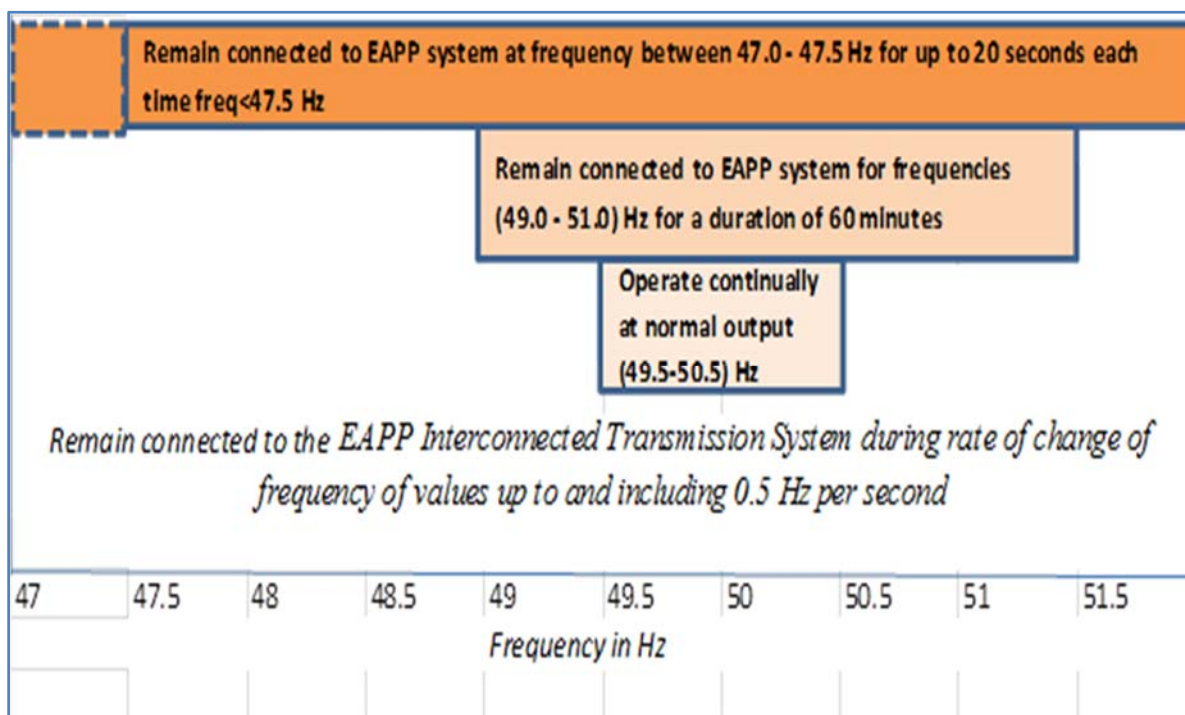 Remain connected to EAPP system at frequency between 47.0 - 47.5 Hz for up to 20 seconds each
time freq<47.5 Hz
Remain connected to EAPP system for frequencies
(49.0 - 51.0) Hz for a duration of 60 minutes
Operate continually
at normal output
(49.5-50.5) Hz
Remain connected to the EAPP Interconnected Transmission System during rate of change of
frequency of values up to and including 0.5 Hz per second
47 47.5 48 48.5 49 49.5 50 50.5 51 51.5
Frequency in Hz